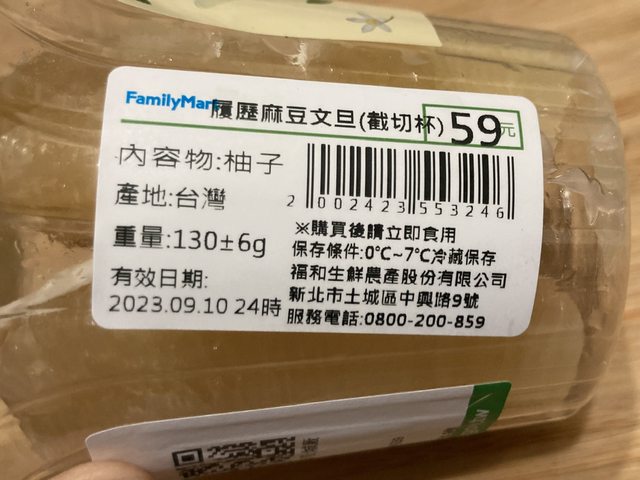 FamilyMart 履歷麻豆文旦(截切杯) 59元
內容物:柚子
產地:台灣
重量:130±6g
有效日期:
2023.09.10 24時
2 002423 553246
※購買後請立即食用
保存條件:0℃~7℃冷藏保存
福和生鮮農產股份有限公司
新北市土城區中興路9號
服務電話:0800-200-859